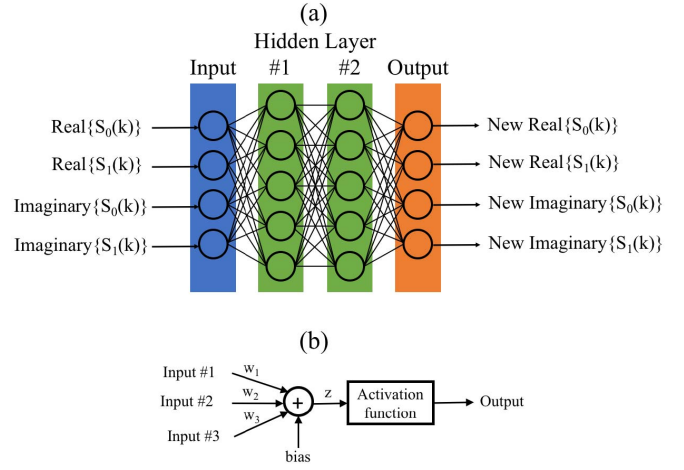 (a)
Hidden Layer
Input #1 #2 Output
Real{S₀(k)} New Real{S₀(k)}
Real{S₁(k)} New Real{S₁(k)}
Imaginary{S₀(k)} New Imaginary{S₀(k)}
Imaginary{S₁(k)} New Imaginary{S₁(k)}
(b)
Input #1 w₁
Input #2 w₂ + z Activation function Output
Input #3 w₃
bias